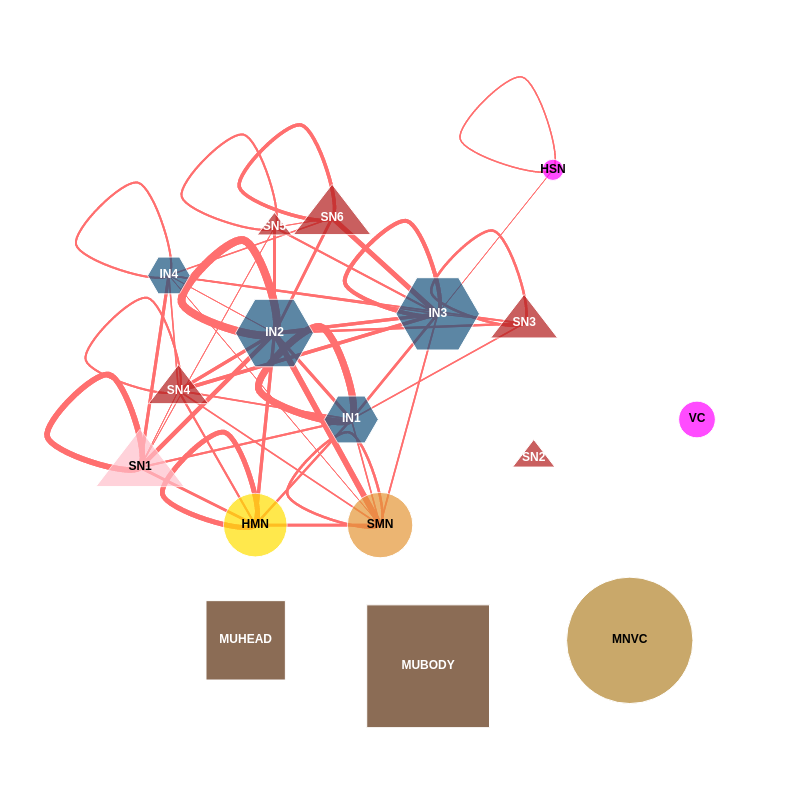 HSN
SN6
SN5
IN4
IN3
SN3
IN2
SN4
IN1
VC
SN2
SN1
HMN
SMN
MUHEAD
MUBODY
MNVC